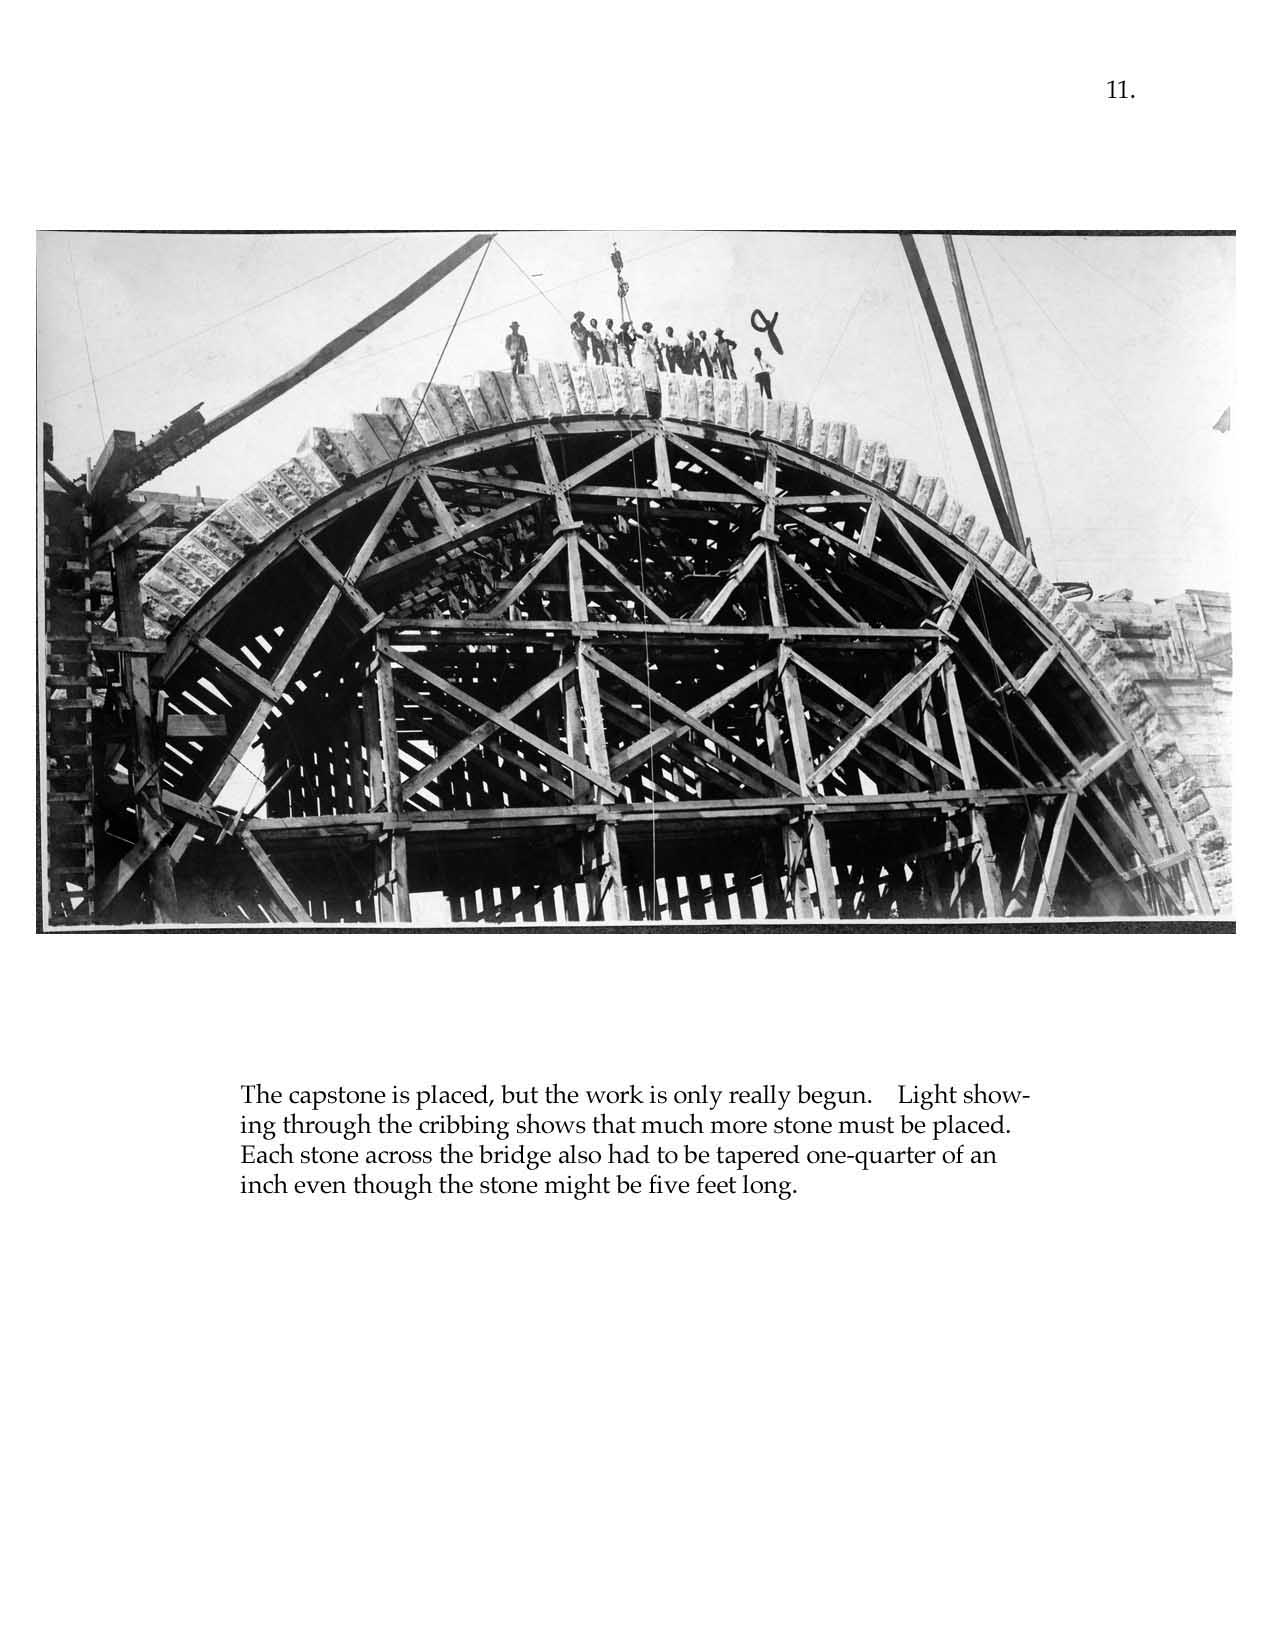 11.
The capstone is placed, but the work is only really begun. Light show-
ing through the cribbing shows that much more stone must be placed.
Each stone across the bridge also had to be tapered one-quarter of an
inch even though the stone might be five feet long.